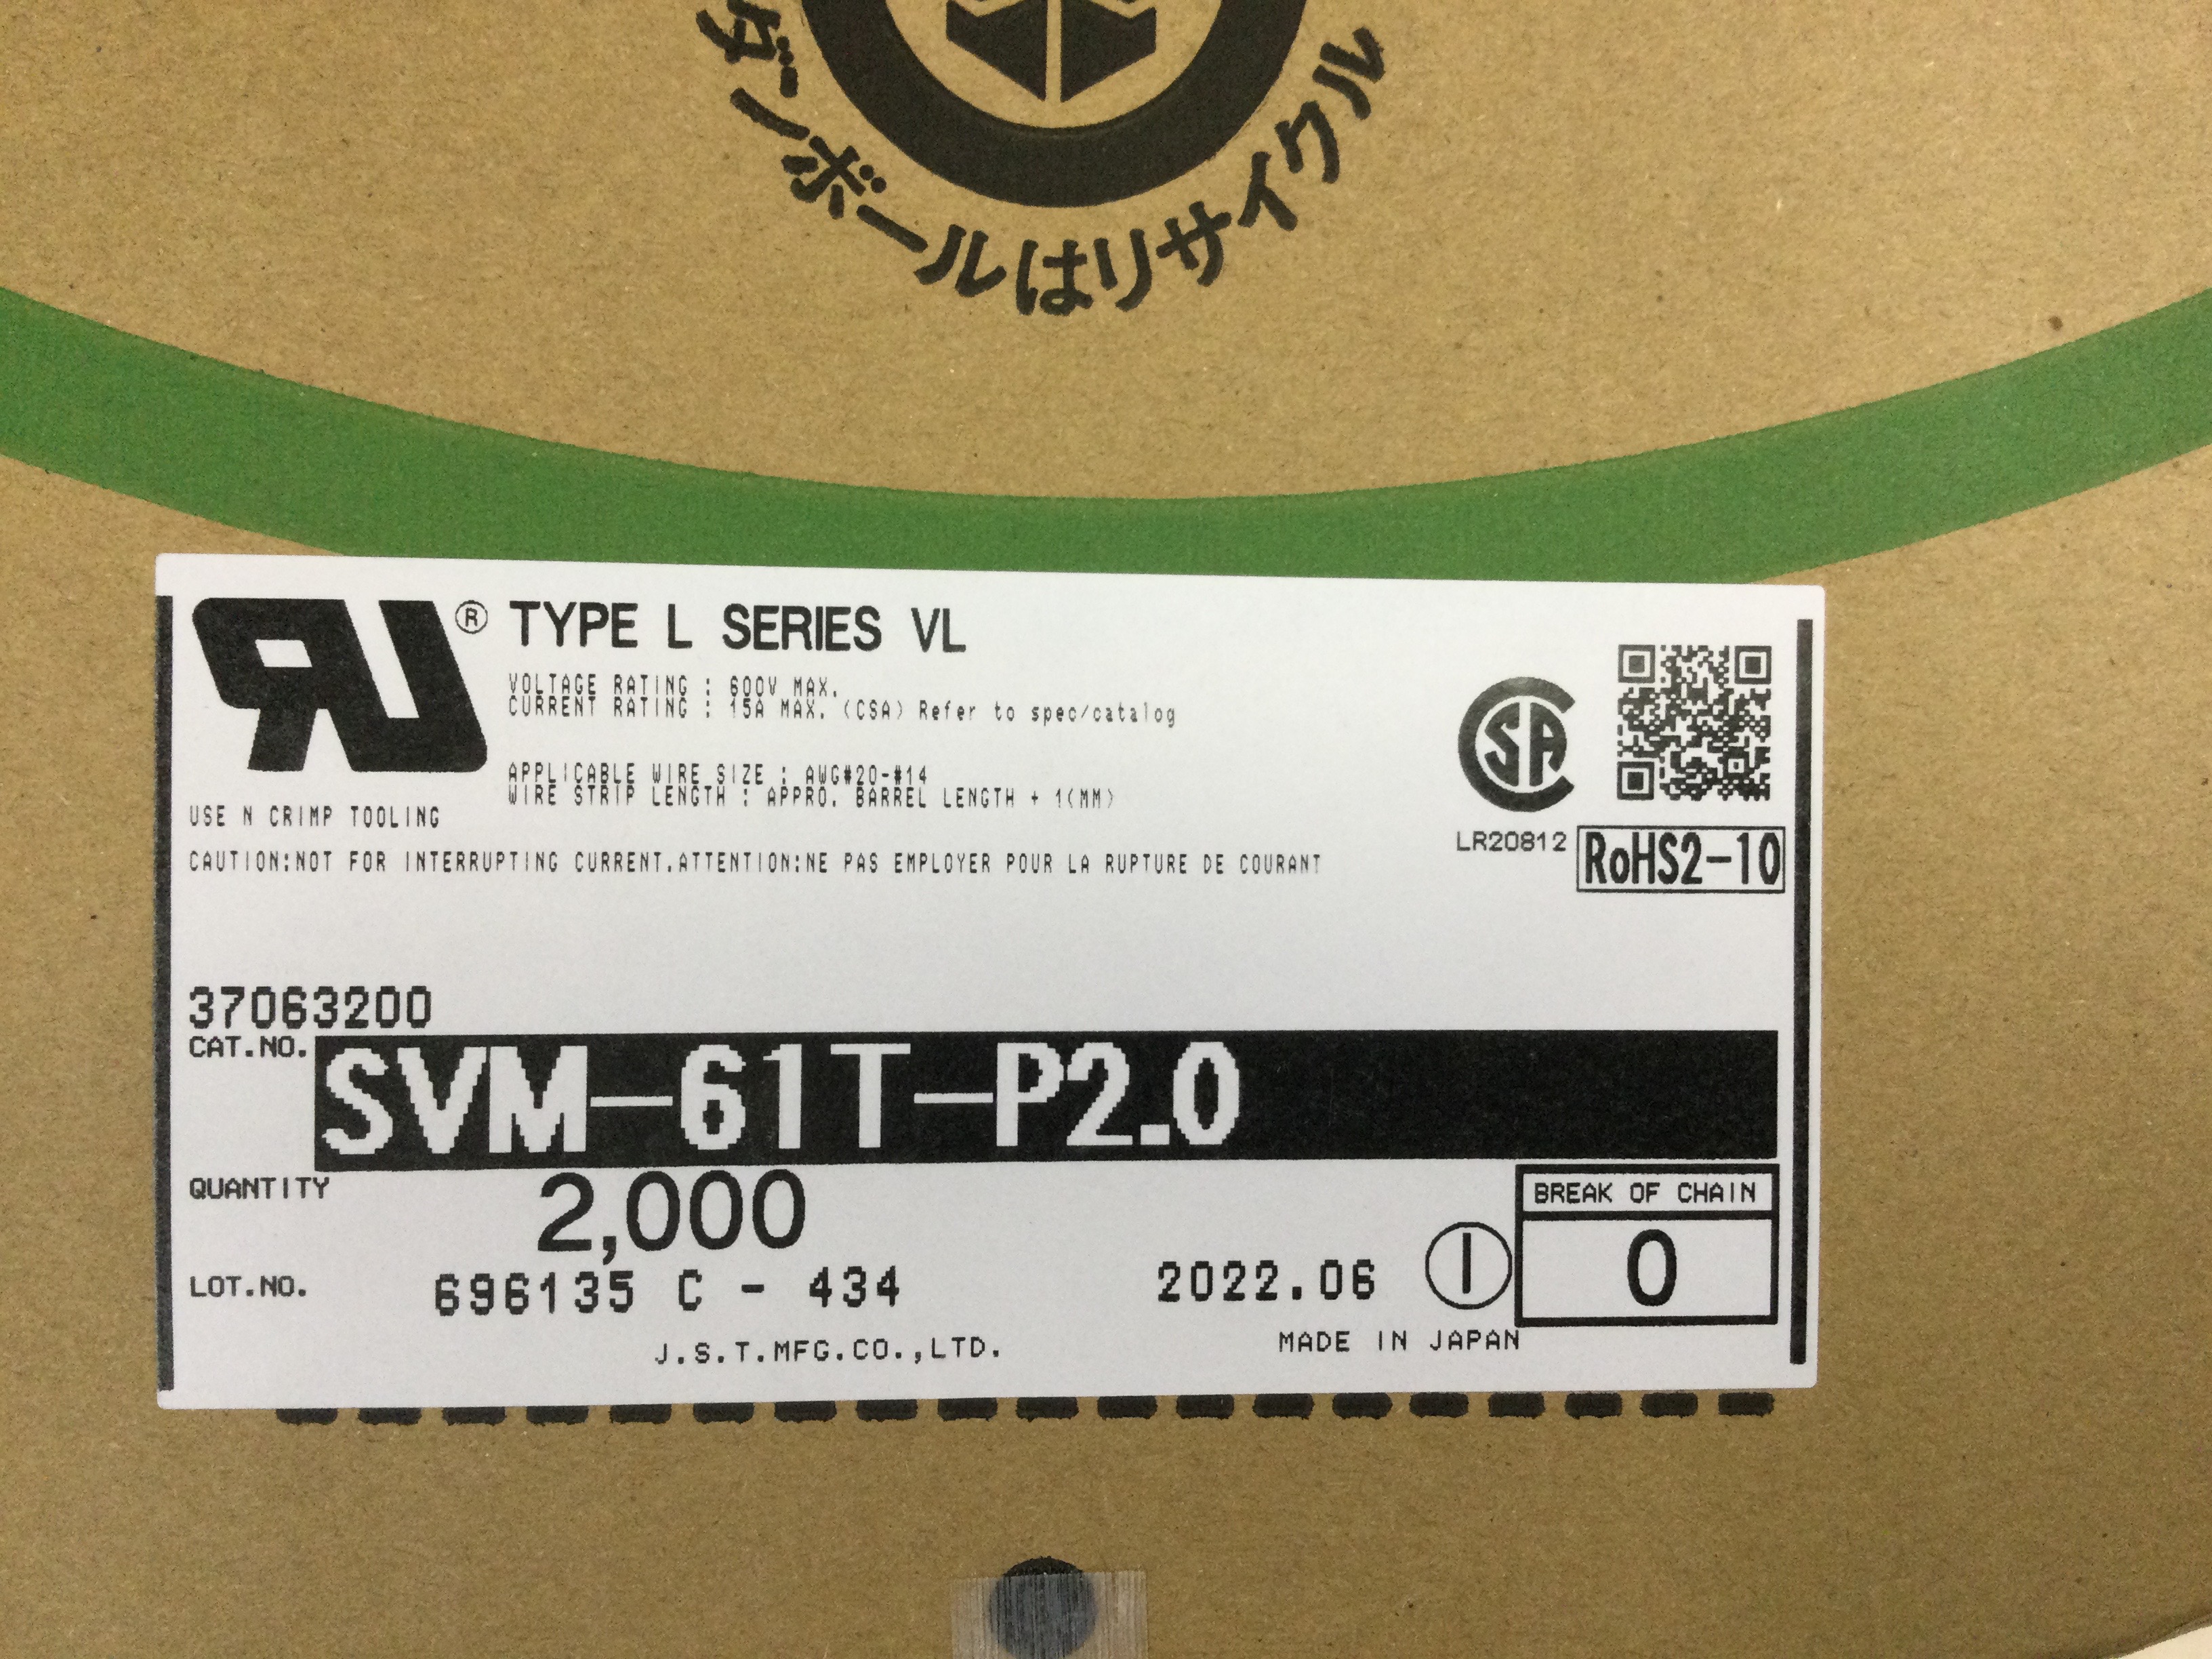 ダンボールはリサイクル
® TYPE L SERIES VL
VOLTAGE RATING : 600V MAX.
CURRENT RATING : 15A MAX. (CSA) Refer to spec/catalog
APPLICABLE WIRE SIZE : AWG#20-#14
WIRE STRIP LENGTH : APPRO. BARREL LENGTH + 1(MM)
USE N CRIMP TOOLING
CAUTION:NOT FOR INTERRUPTING CURRENT.ATTENTION:NE PAS EMPLOYER POUR LA RUPTURE DE COURANT
SA
LR20812
RoHS2-10
37063200
CAT.NO. SVM-61T-P2.0
QUANTITY 2,000
BREAK OF CHAIN
0
LOT.NO. 696135 C - 434 2022.06 1
J.S.T.MFG.CO.,LTD. MADE IN JAPAN